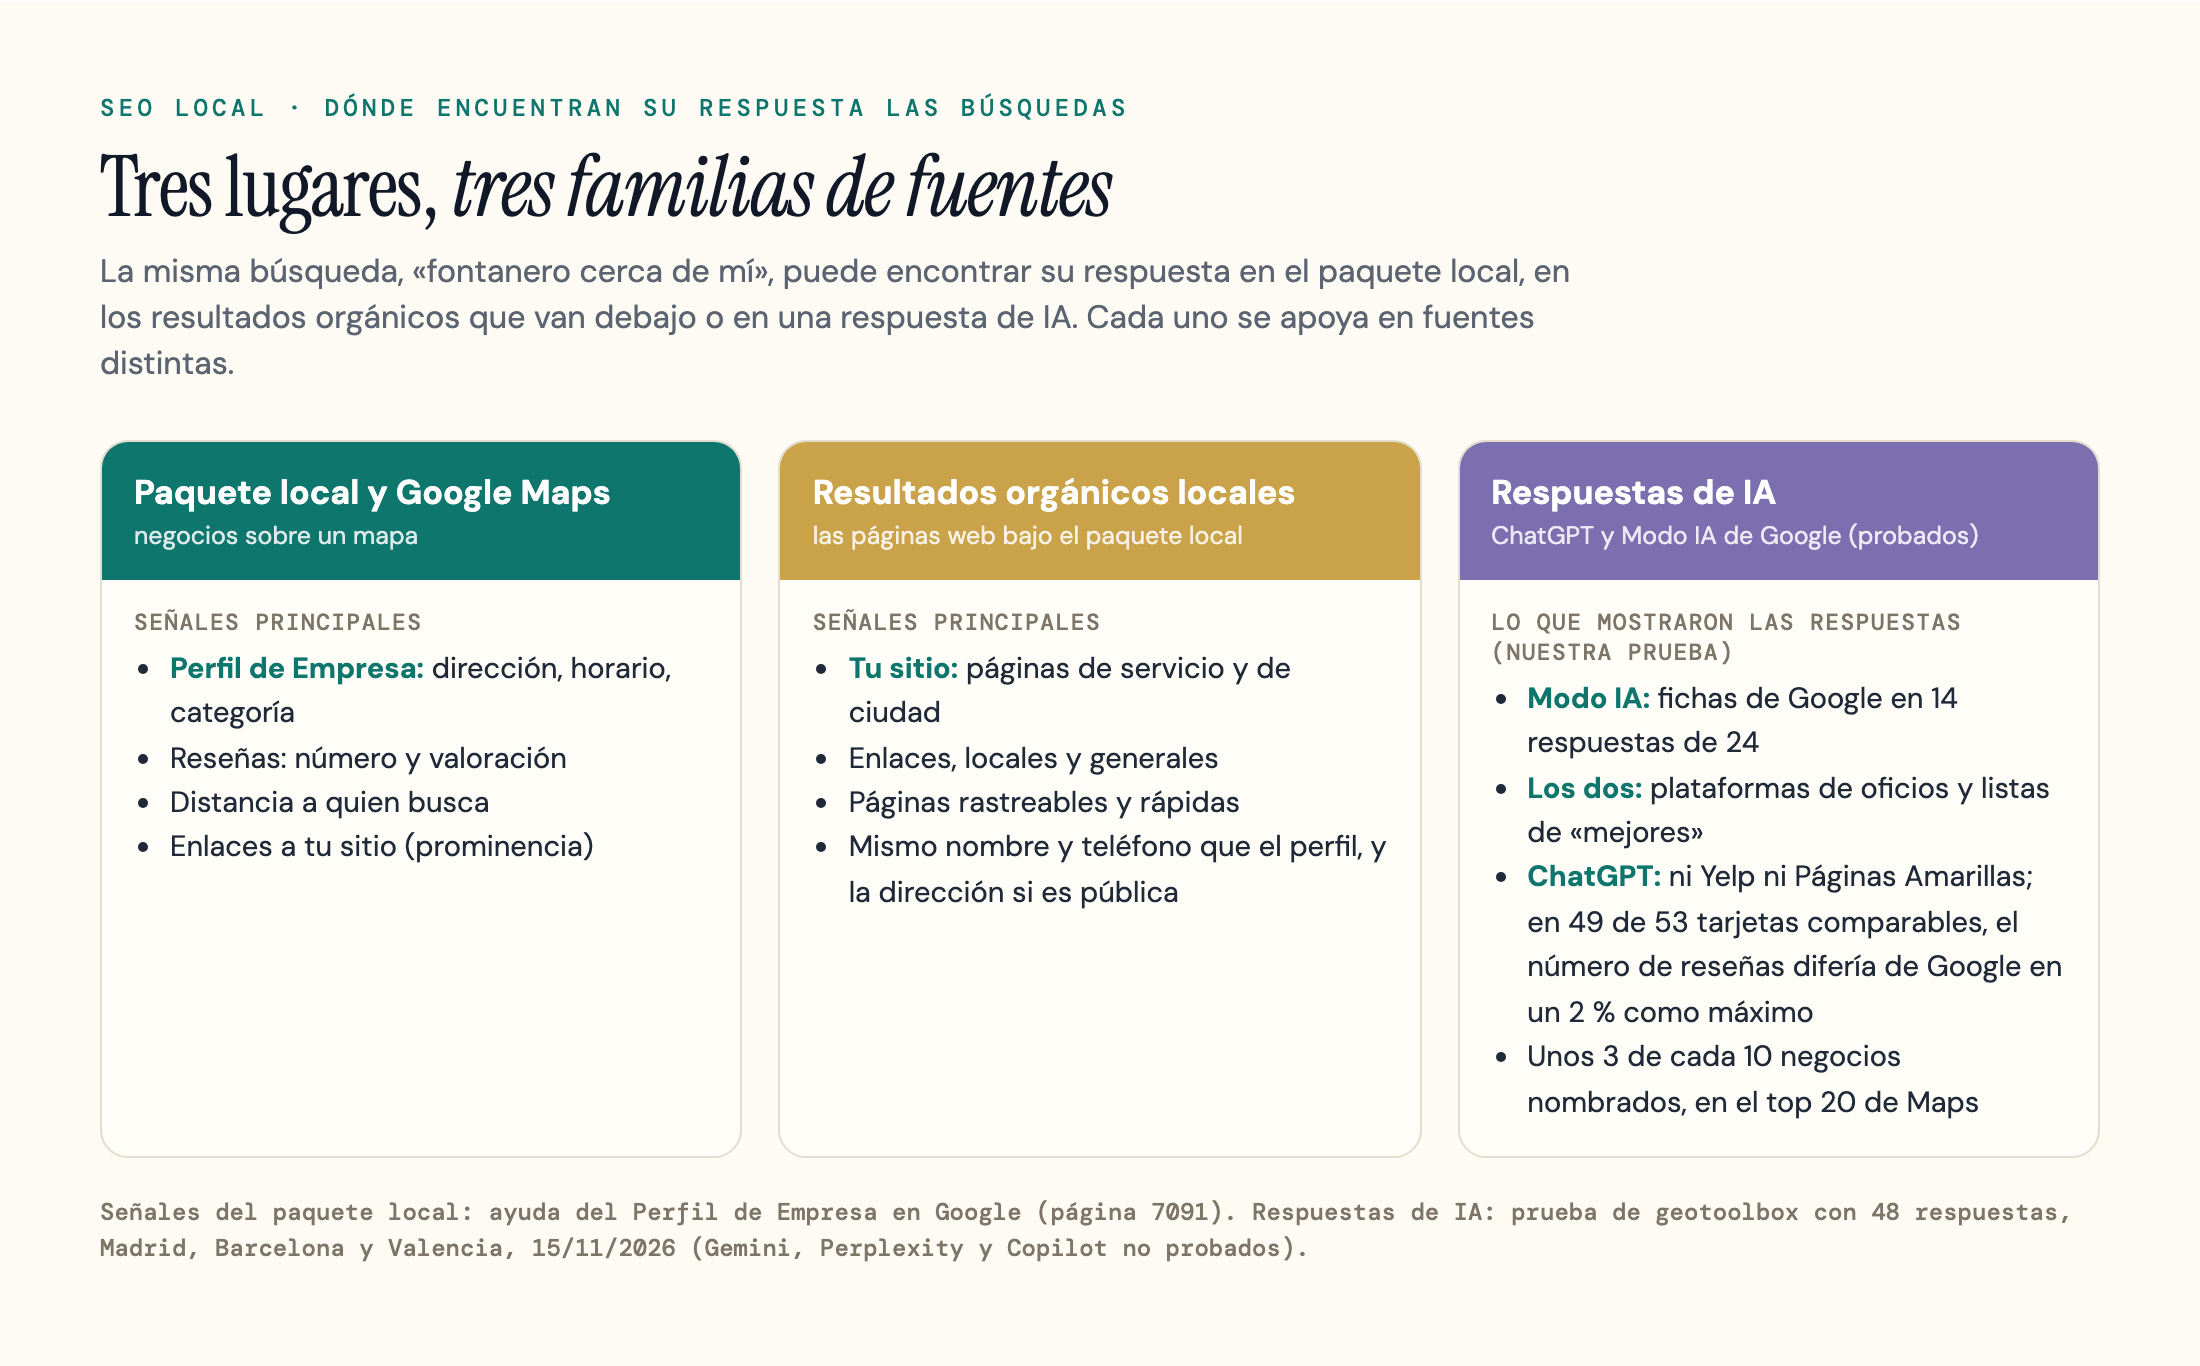 SEO LOCAL · DÓNDE ENCUENTRAN SU RESPUESTA LAS BÚSQUEDAS
Tres lugares, tres familias de fuentes
La misma búsqueda, «fontanero cerca de mí», puede encontrar su respuesta en el paquete local, en
los resultados orgánicos que van debajo o en una respuesta de IA. Cada uno se apoya en fuentes
distintas.
Paquete local y Google Maps
negocios sobre un mapa
SEÑALES PRINCIPALES
• Perfil de Empresa: dirección, horario,
categoría
• Reseñas: número y valoración
• Distancia a quien busca
• Enlaces a tu sitio (prominencia)
Resultados orgánicos locales
las páginas web bajo el paquete local
SEÑALES PRINCIPALES
• Tu sitio: páginas de servicio y de
ciudad
• Enlaces, locales y generales
• Páginas rastreables y rápidas
• Mismo nombre y teléfono que el perfil, y
la dirección si es pública
Respuestas de IA
ChatGPT y Modo IA de Google (probados)
LO QUE MOSTRARON LAS RESPUESTAS
(NUESTRA PRUEBA)
• Modo IA: fichas de Google en 14
respuestas de 24
• Los dos: plataformas de oficios y listas
de «mejores»
• ChatGPT: ni Yelp ni Páginas Amarillas;
en 49 de 53 tarjetas comparables, el
número de reseñas difería de Google en
un 2 % como máximo
• Unos 3 de cada 10 negocios
nombrados, en el top 20 de Maps
Señales del paquete local: ayuda del Perfil de Empresa en Google (página 7091). Respuestas de IA: prueba de geotoolbox con 48 respuestas,
Madrid, Barcelona y Valencia, 15/11/2026 (Gemini, Perplexity y Copilot no probados).